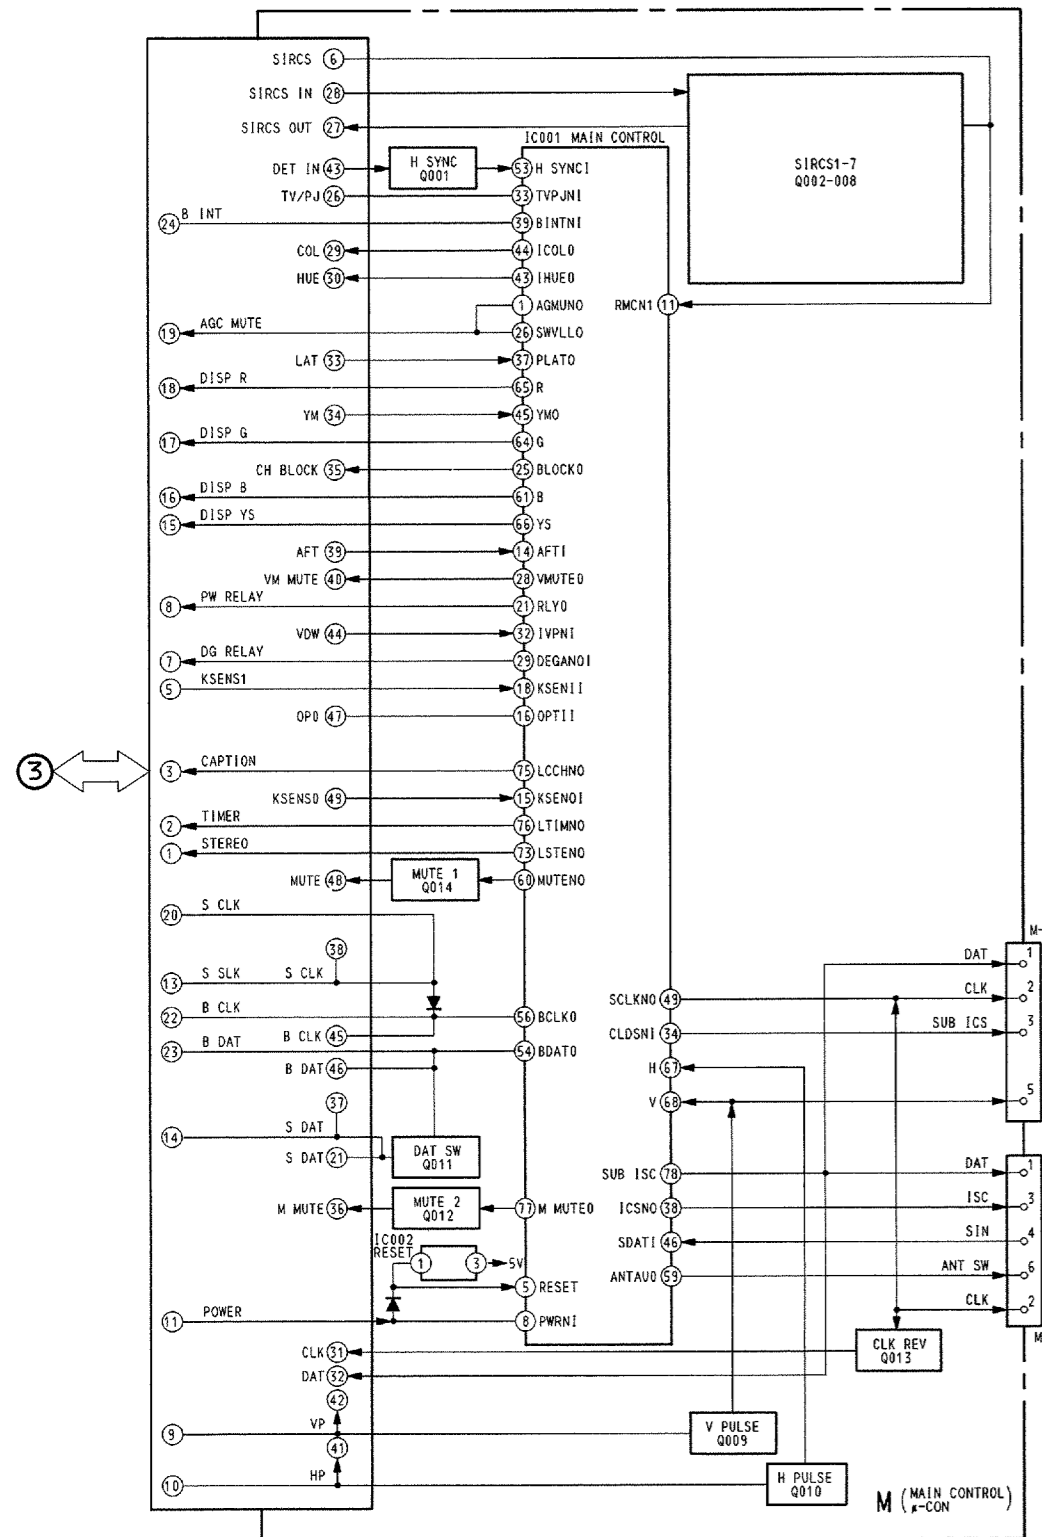 SIRCS 6
SIRCS IN 28
SIRCS OUT 27
IC001 MAIN CONTROL
SIRCS1-7
Q002-008
DET IN 43
H SYNC
Q001
53 H SYNCI
TV/PJ 26
33 TVPJNI
24 B INT
39 BINTNI
COL 29
44 ICOLO
HUE 30
43 IHUEO
1 AGMUNO
RMCN1 11
19 AGC MUTE
26 SWVLLO
LAT 33
37 PLATO
18 DISP R
65 R
YM 34
45 YMO
17 DISP G
64 G
CH BLOCK 35
25 BLOCKO
16 DISP B
61 B
15 DISP YS
66 YS
AFT 39
14 AFTI
VM MUTE 40
28 VMUTEO
8 PW RELAY
21 RLYO
VDW 44
32 IVPNI
7 DG RELAY
29 DEGANOI
5 KSENS1
18 KSENII
OPO 47
16 OPTII
3
3 CAPTION
75 LCCHNO
KSENSO 49
15 KSENOI
2 TIMER
76 LTIMNO
1 STEREO
73 LSTENO
MUTE 48
MUTE 1
Q014
60 MUTENO
20 S CLK
38
13 S SLK
S CLK
22 B CLK
B CLK 45
56 BCLKO
23 B DAT
B DAT 46
54 BDATO
37
14
S DAT
S DAT 21
DAT SW
Q011
M MUTE 36
MUTE 2
Q012
77 M MUTEO
IC002
RESET
1
3
5V
5 RESET
11 POWER
8 PWRNI
CLK 31
DAT 32
42
9
VP
41
10
HP
M-
DAT 1
SCLKNO 49
CLK 2
CLDSNI 34
SUB ICS 3
H 67
V 68
5
SUB ISC 78
DAT 1
ICSNO 38
ISC 3
SDATI 46
SIN 4
ANTAUO 59
ANT SW 6
CLK 2
M
CLK REV
Q013
V PULSE
Q009
H PULSE
Q010
M (MAIN CONTROL)
μ-CON